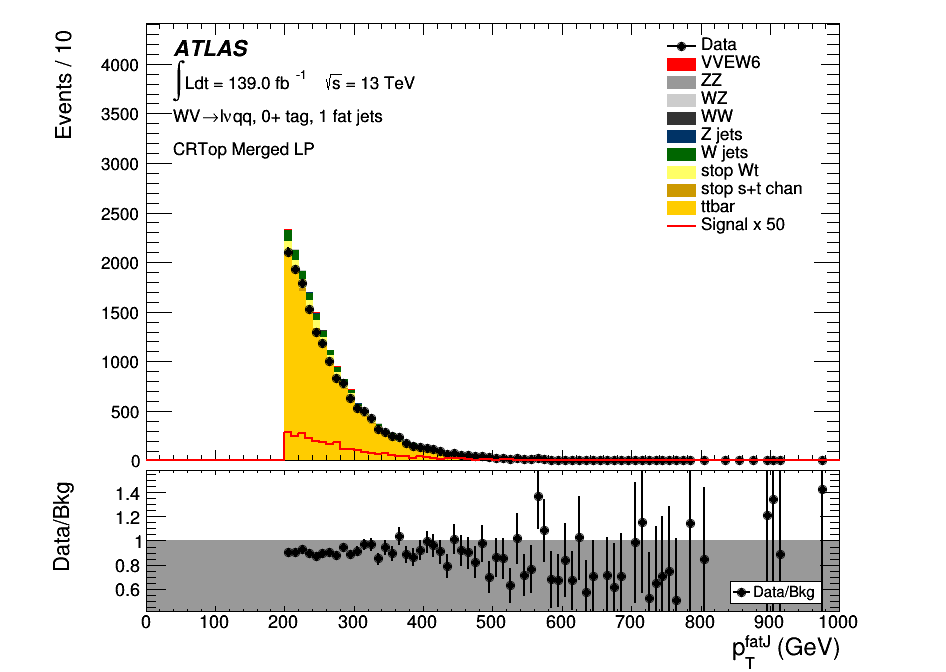 Events / 10
4000
3500
3000
2500
2000
1500
1000
500
0
ATLAS
∫Ldt = 139.0 fb⁻¹ √s = 13 TeV
WV→lνqq, 0+ tag, 1 fat jets
CRTop Merged LP
Data
VVEW6
ZZ
WZ
WW
Z jets
W jets
stop Wt
stop s+t chan
ttbar
Signal x 50
Data/Bkg
1.4
1.2
1
0.8
0.6
Data/Bkg
0 100 200 300 400 500 600 700 800 900 1000
p_T^fatJ (GeV)